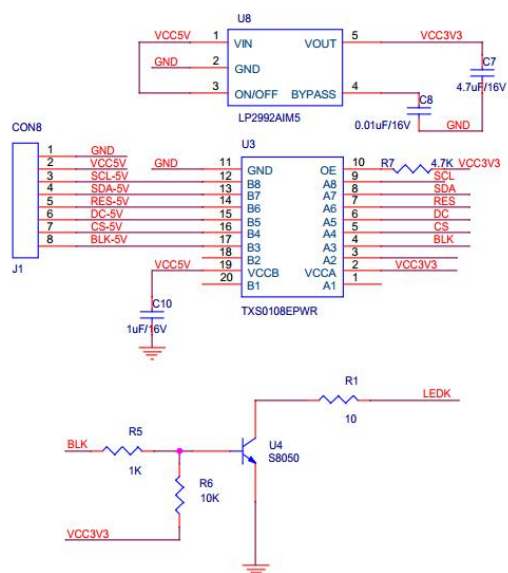 U8
VCC5V 1 VIN VOUT 5 VCC3V3
GND 2 GND
C7
4.7uF/16V
3 ON/OFF BYPASS 4
C8
0.01uF/16V
GND
LP2992AIM5
CON8
1 GND
2 VCC5V
3 SCL-5V
4 SDA-5V
5 RES-5V
6 DC-5V
7 CS-5V
8 BLK-5V
J1
U3
GND 11 GND OE 10 R7 4.7K VCC3V3
12 B8 A8 9 SCL
13 B7 A7 8 SDA
14 B6 A6 7 RES
15 B5 A5 6 DC
16 B4 A4 5 CS
17 B3 A3 4 BLK
18 B2 A2 3
VCC5V 19 VCCB VCCA 2 VCC3V3
20 B1 A1 1
TXS0108EPWR
C10
1uF/16V
R1
10
LEDK
U4
S8050
BLK
R5
1K
R6
10K
VCC3V3